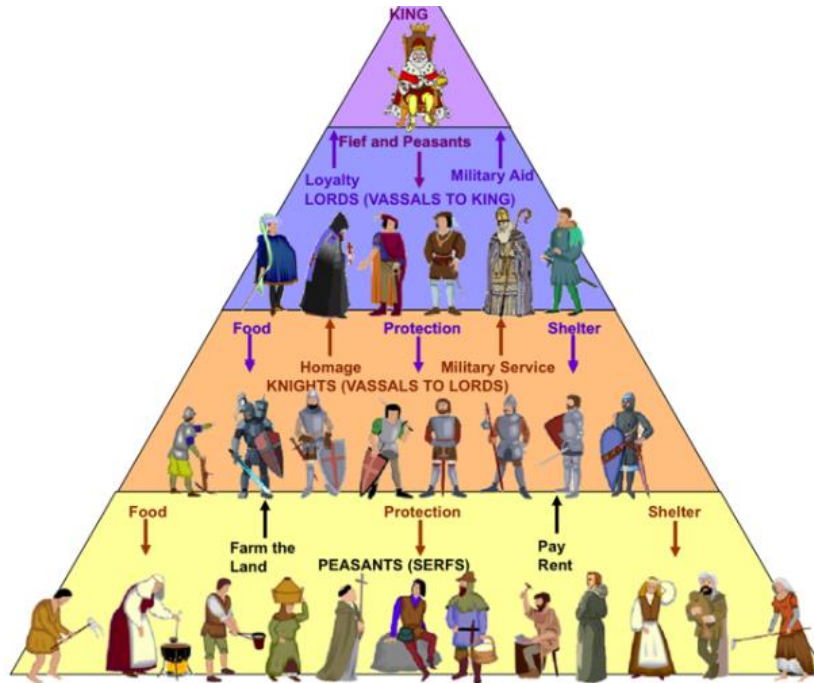 KING
Fief and Peasants
Loyalty
Military Aid
LORDS (VASSALS TO KING)
Food
Protection
Shelter
Homage
Military Service
KNIGHTS (VASSALS TO LORDS)
Food
Protection
Shelter
Farm the
Land
Pay
Rent
PEASANTS (SERFS)